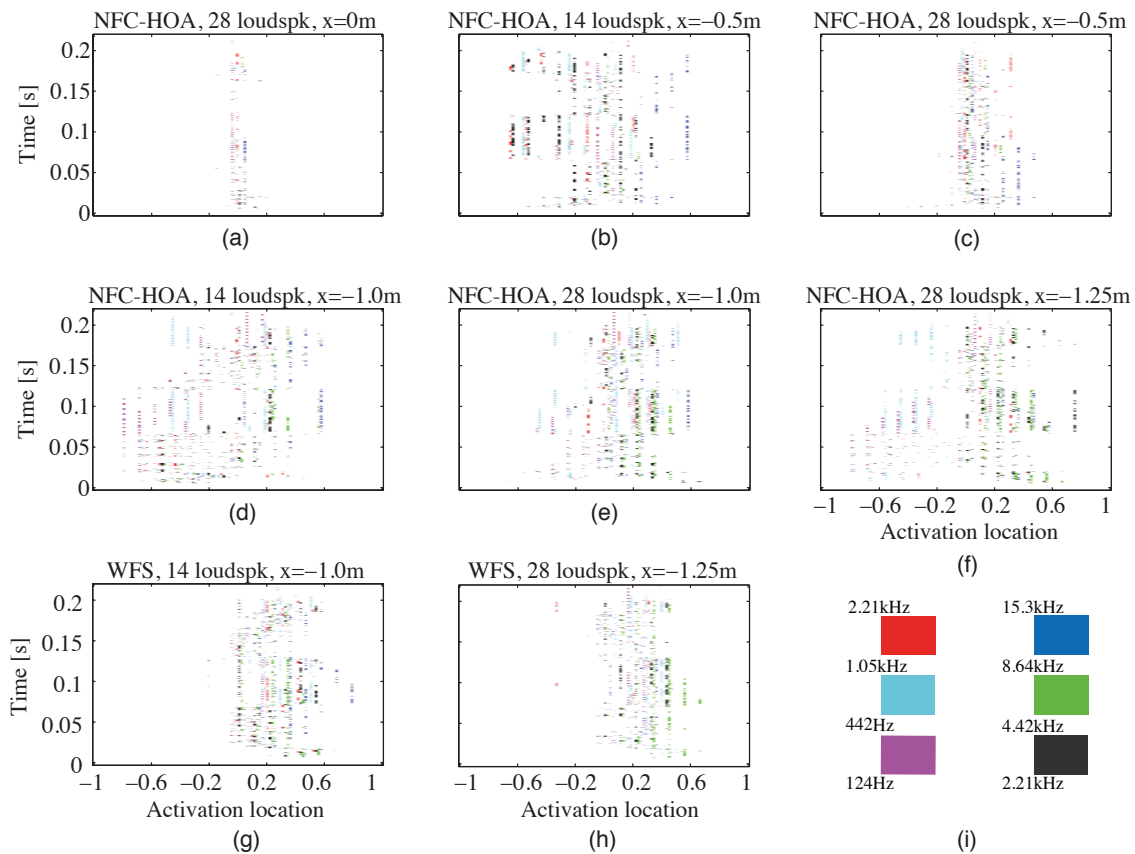 NFC-HOA, 28 loudspk, x=0m
NFC-HOA, 14 loudspk, x=−0.5m
NFC-HOA, 28 loudspk, x=−0.5m
Time [s]
0.2
0.15
0.1
0.05
0
(a)
(b)
(c)
NFC-HOA, 14 loudspk, x=−1.0m
NFC-HOA, 28 loudspk, x=−1.0m
NFC-HOA, 28 loudspk, x=−1.25m
Time [s]
0.2
0.15
0.1
0.05
0
−1 −0.6 −0.2 0.2 0.6 1
Activation location
(d)
(e)
(f)
WFS, 14 loudspk, x=−1.0m
WFS, 28 loudspk, x=−1.25m
Time [s]
0.2
0.15
0.1
0.05
0
−1 −0.6 −0.2 0.2 0.6 1
−1 −0.6 −0.2 0.2 0.6 1
Activation location
Activation location
(g)
(h)
2.21kHz
15.3kHz
1.05kHz
8.64kHz
442Hz
4.42kHz
124Hz
2.21kHz
(i)